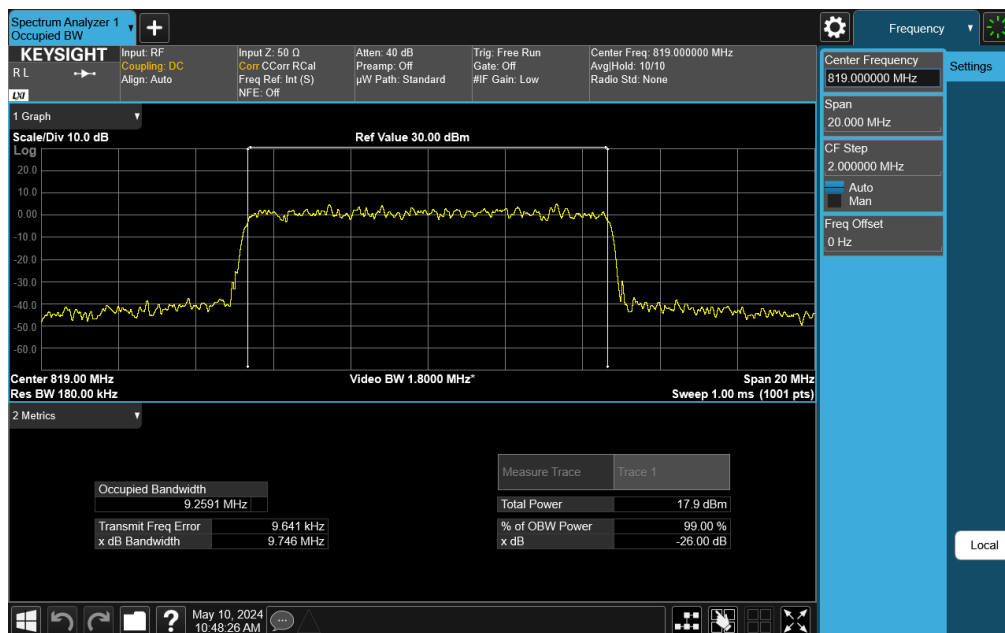 Spectrum Analyzer 1
Occupied BW
Frequency
KEYSIGHT
R L
LXI
Input: RF
Coupling: DC
Align: Auto
Input Z: 50 Ω
Corr CCorr RCal
Freq Ref: Int (S)
NFE: Off
Atten: 40 dB
Preamp: Off
µW Path: Standard
Trig: Free Run
Gate: Off
#IF Gain: Low
Center Freq: 819.000000 MHz
Avg|Hold: 10/10
Radio Std: None
Center Frequency
819.000000 MHz
Settings
Span
20.000 MHz
CF Step
2.000000 MHz
Auto
Man
Freq Offset
0 Hz
Local
1 Graph
Scale/Div 10.0 dB
Ref Value 30.00 dBm
Log
20.0
10.0
0.00
-10.0
-20.0
-30.0
-40.0
-50.0
-60.0
Center 819.00 MHz
Video BW 1.8000 MHz*
Span 20 MHz
Res BW 180.00 kHz
Sweep 1.00 ms (1001 pts)
2 Metrics
Measure Trace Trace 1
Occupied Bandwidth
9.2591 MHz
Total Power 17.9 dBm
Transmit Freq Error 9.641 kHz
% of OBW Power 99.00 %
x dB Bandwidth 9.746 MHz
x dB -26.00 dB
?
May 10, 2024
10:48:26 AM